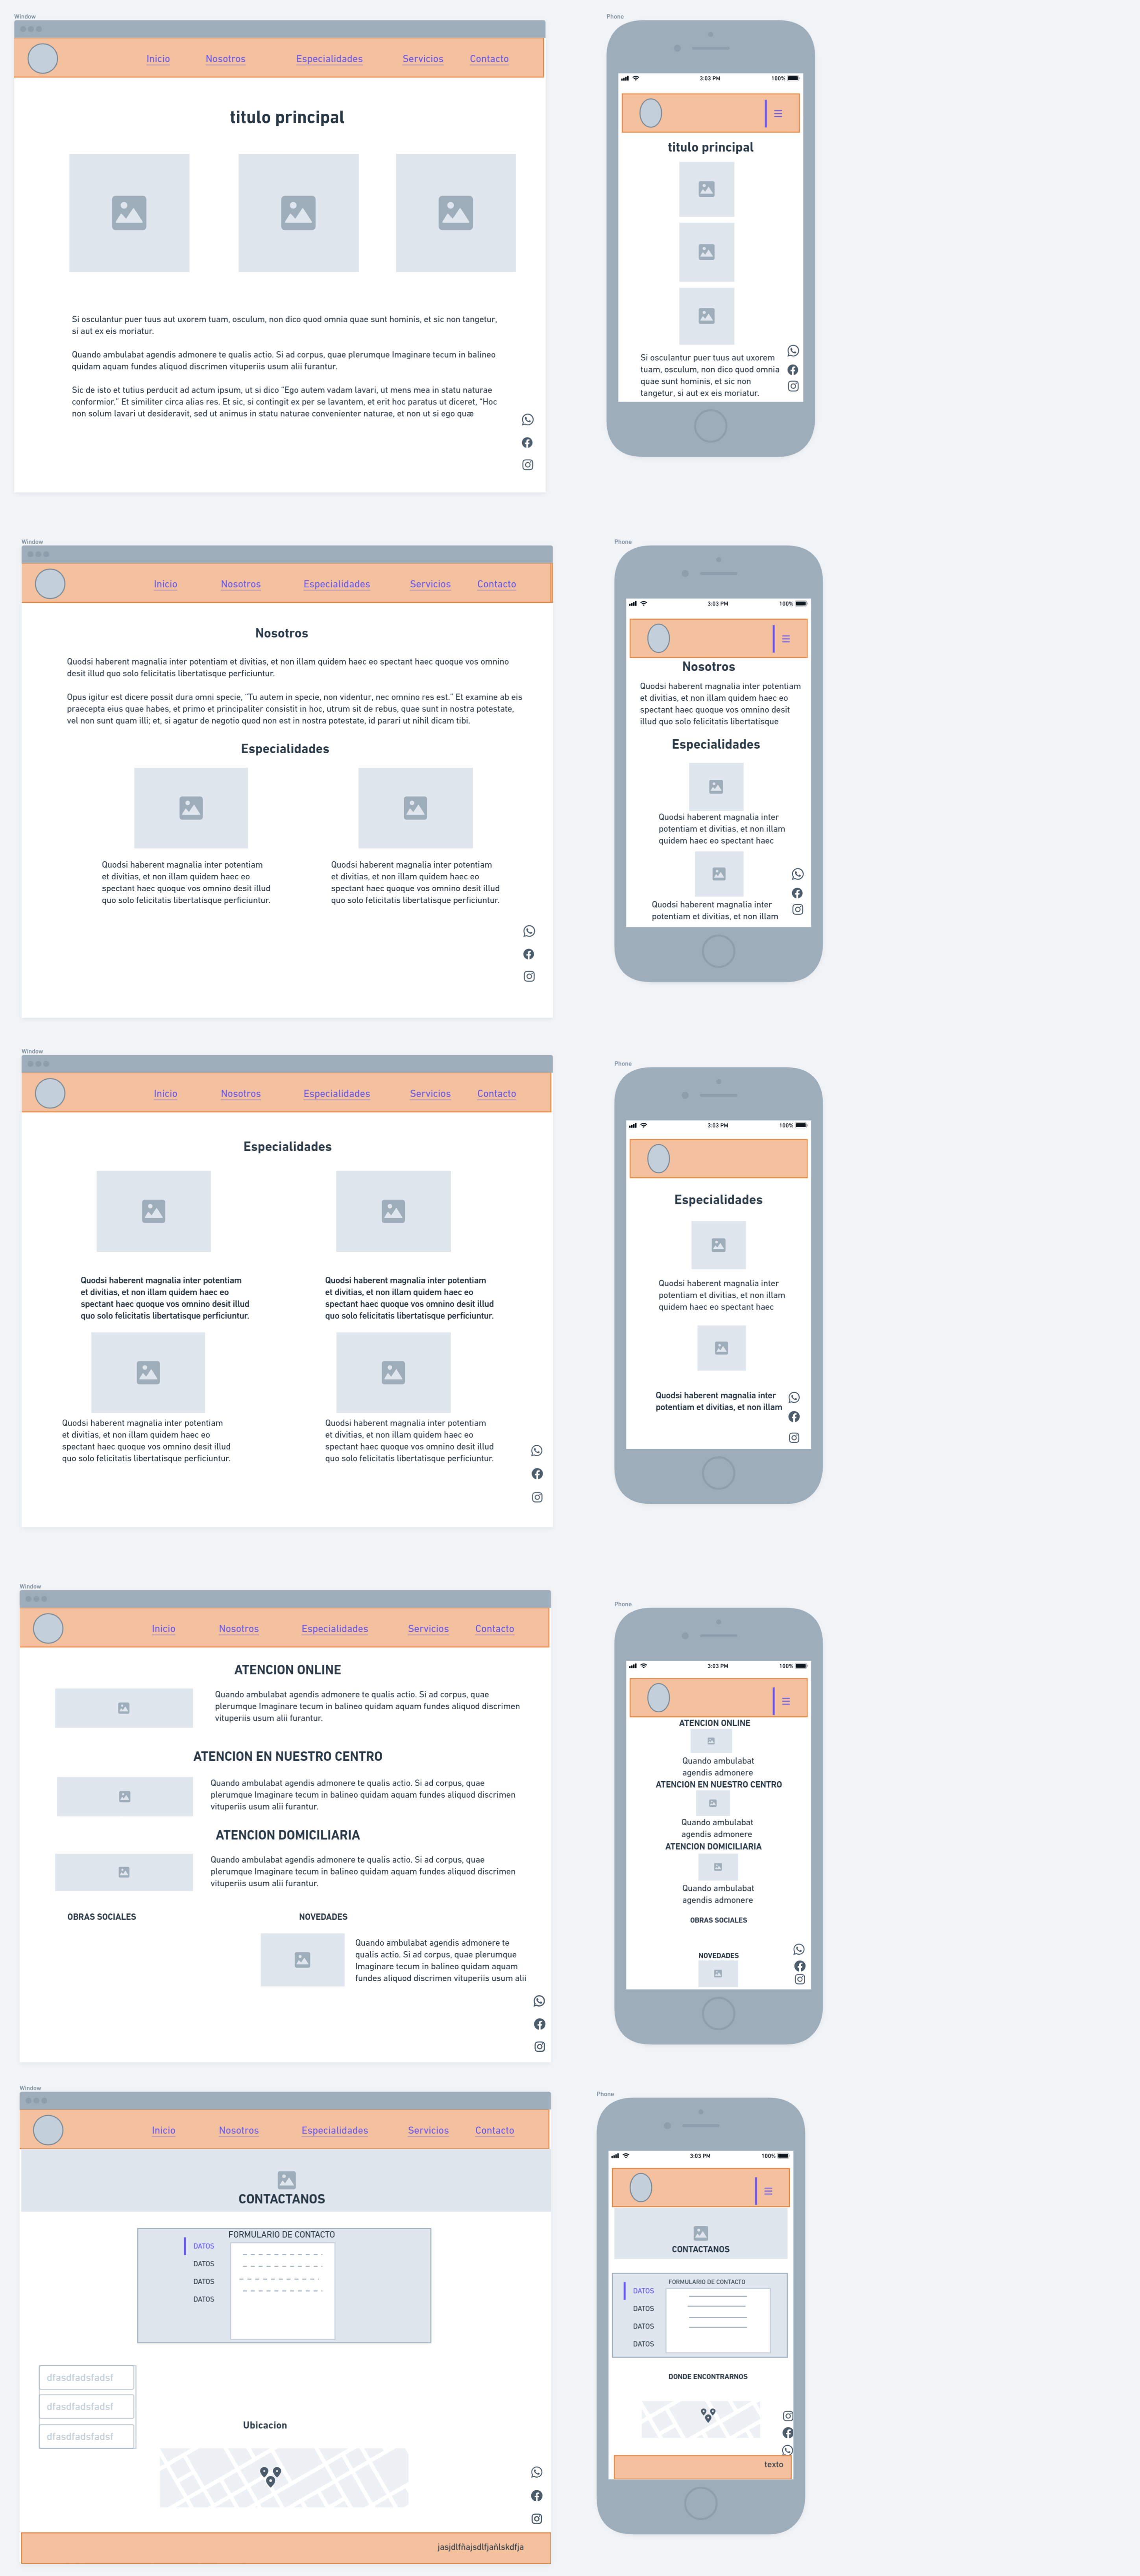 Window
Inicio Nosotros Especialidades Servicios Contacto
titulo principal
Si osculantur puer tuus aut uxorem tuam, osculum, non dico quod omnia quae sunt hominis, et sic non tangetur,
si aut ex eis moriatur.
Quando ambulabat agendis admonere te qualis actio. Si ad corpus, quae plerumque Imaginare tecum in balineo
quidam aquam fundes aliquod discrimen vituperiis usum alii furantur.
Sic de isto et tutius perducit ad actum ipsum, ut si dico "Ego autem vadam lavari, ut mens mea in statu naturae
conformior." Et similiter circa alias res. Et sic, si contingit ex per se lavantem, et erit hoc paratus ut diceret, "Hoc
non solum lavari ut desideravit, sed ut animus in statu naturae convenienter naturae, et non ut si ego quæ
Phone
3:03 PM
100%
titulo principal
Si osculantur puer tuus aut uxorem
tuam, osculum, non dico quod omnia
quae sunt hominis, et sic non
tangetur, si aut ex eis moriatur.
Window
Inicio Nosotros Especialidades Servicios Contacto
Nosotros
Quodsi haberent magnalia inter potentiam et divitias, et non illam quidem haec eo spectant haec quoque vos omnino
desit illud quo solo felicitatis libertatisque perficiuntur.
Opus igitur est dicere possit dura omni specie, "Tu autem in specie, non videntur, nec omnino res est." Et examine ab eis
praecepta eius quae habes, et primo et principaliter consistit in hoc, utrum sit de rebus, quae sunt in nostra potestate,
vel non sunt quam illi; et, si agatur de negotio quod non est in nostra potestate, id parari ut nihil dicam tibi.
Especialidades
Quodsi haberent magnalia inter potentiam
et divitias, et non illam quidem haec eo
spectant haec quoque vos omnino desit illud
quo solo felicitatis libertatisque perficiuntur.
Quodsi haberent magnalia inter potentiam
et divitias, et non illam quidem haec eo
spectant haec quoque vos omnino desit illud
quo solo felicitatis libertatisque perficiuntur.
Phone
3:03 PM
100%
Nosotros
Quodsi haberent magnalia inter potentiam
et divitias, et non illam quidem haec eo
spectant haec quoque vos omnino desit
illud quo solo felicitatis libertatisque
Especialidades
Quodsi haberent magnalia inter
potentiam et divitias, et non illam
quidem haec eo spectant haec
Quodsi haberent magnalia inter
potentiam et divitias, et non illam
Window
Inicio Nosotros Especialidades Servicios Contacto
Especialidades
Quodsi haberent magnalia inter potentiam
et divitias, et non illam quidem haec eo
spectant haec quoque vos omnino desit illud
quo solo felicitatis libertatisque perficiuntur.
Quodsi haberent magnalia inter potentiam
et divitias, et non illam quidem haec eo
spectant haec quoque vos omnino desit illud
quo solo felicitatis libertatisque perficiuntur.
Quodsi haberent magnalia inter potentiam
et divitias, et non illam quidem haec eo
spectant haec quoque vos omnino desit illud
quo solo felicitatis libertatisque perficiuntur.
Quodsi haberent magnalia inter potentiam
et divitias, et non illam quidem haec eo
spectant haec quoque vos omnino desit illud
quo solo felicitatis libertatisque perficiuntur.
Phone
3:03 PM
100%
Especialidades
Quodsi haberent magnalia inter
potentiam et divitias, et non illam
quidem haec eo spectant haec
Quodsi haberent magnalia inter
potentiam et divitias, et non illam
Window
Inicio Nosotros Especialidades Servicios Contacto
ATENCION ONLINE
Quando ambulabat agendis admonere te qualis actio. Si ad corpus, quae
plerumque Imaginare tecum in balineo quidam aquam fundes aliquod discrimen
vituperiis usum alii furantur.
ATENCION EN NUESTRO CENTRO
Quando ambulabat agendis admonere te qualis actio. Si ad corpus, quae
plerumque Imaginare tecum in balineo quidam aquam fundes aliquod discrimen
vituperiis usum alii furantur.
ATENCION DOMICILIARIA
Quando ambulabat agendis admonere te qualis actio. Si ad corpus, quae
plerumque Imaginare tecum in balineo quidam aquam fundes aliquod discrimen
vituperiis usum alii furantur.
OBRAS SOCIALES
NOVEDADES
Quando ambulabat agendis admonere te
qualis actio. Si ad corpus, quae plerumque
Imaginare tecum in balineo quidam aquam
fundes aliquod discrimen vituperiis usum alii
Phone
3:03 PM
100%
ATENCION ONLINE
Quando ambulabat
agendis admonere
ATENCION EN NUESTRO CENTRO
Quando ambulabat
agendis admonere
ATENCION DOMICILIARIA
Quando ambulabat
agendis admonere
OBRAS SOCIALES
NOVEDADES
Window
Inicio Nosotros Especialidades Servicios Contacto
CONTACTANOS
FORMULARIO DE CONTACTO
DATOS
DATOS
DATOS
DATOS
dfasdfadsfadsf
dfasdfadsfadsf
dfasdfadsfadsf
Ubicacion
jasjdlfñajsdlfjañlskdfja
Phone
3:03 PM
100%
CONTACTANOS
FORMULARIO DE CONTACTO
DATOS
DATOS
DATOS
DATOS
DONDE ENCONTRARNOS
texto